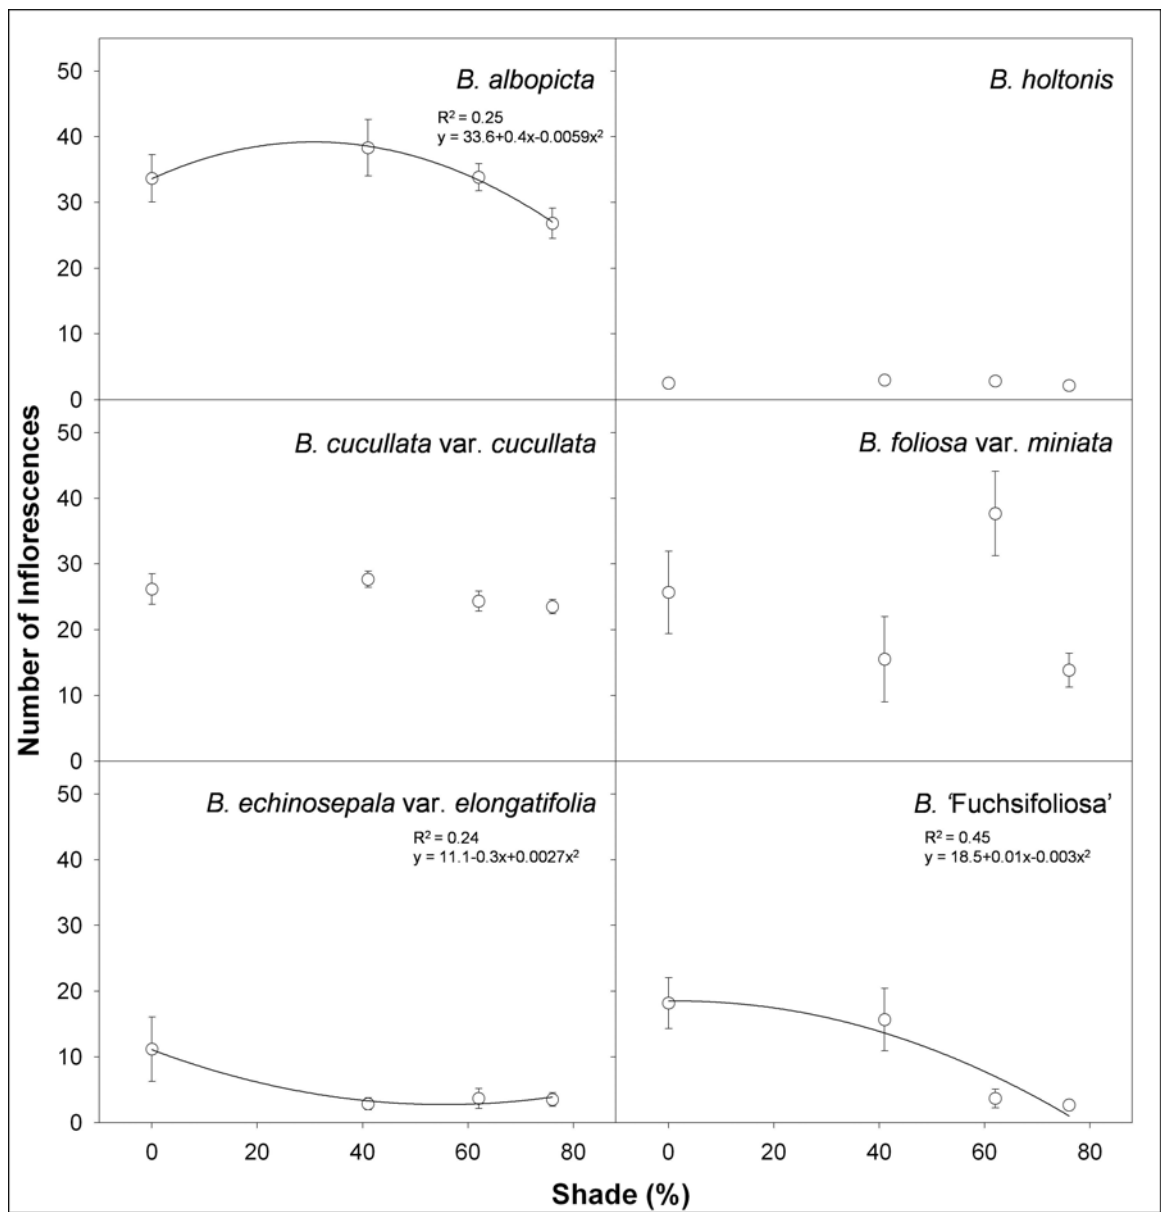 Number of Inflorescences
50
40
30
20
10
0
B. albopicta
R² = 0.25
y = 33.6+0.4x-0.0059x²
B. holtonis
50
40
30
20
10
0
B. cucullata var. cucullata
B. foliosa var. miniata
50
40
30
20
10
0
B. echinosepala var. elongatifolia
R² = 0.24
y = 11.1-0.3x+0.0027x²
B. ‘Fuchsifoliosa’
R² = 0.45
y = 18.5+0.01x-0.003x²
0 20 40 60 80
0 20 40 60 80
Shade (%)